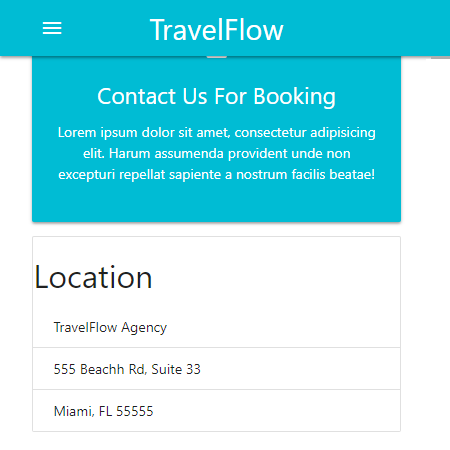 TravelFlow
Contact Us For Booking
Lorem ipsum dolor sit amet, consectetur adipisicing
elit. Harum assumenda provident unde non
excepturi repellat sapiente a nostrum facilis beatae!
Location
TravelFlow Agency
555 Beachh Rd, Suite 33
Miami, FL 55555